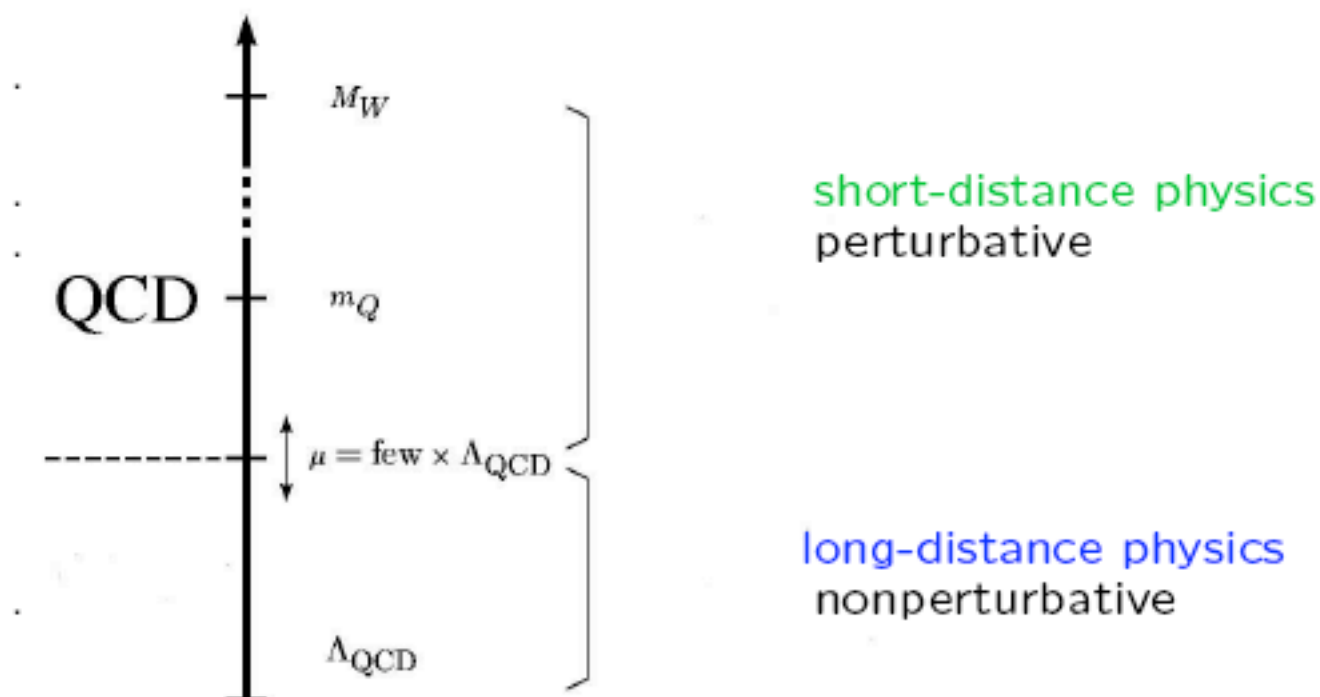 M_W
short-distance physics
perturbative
QCD
m_Q
μ = few × Λ_QCD
long-distance physics
nonperturbative
Λ_QCD